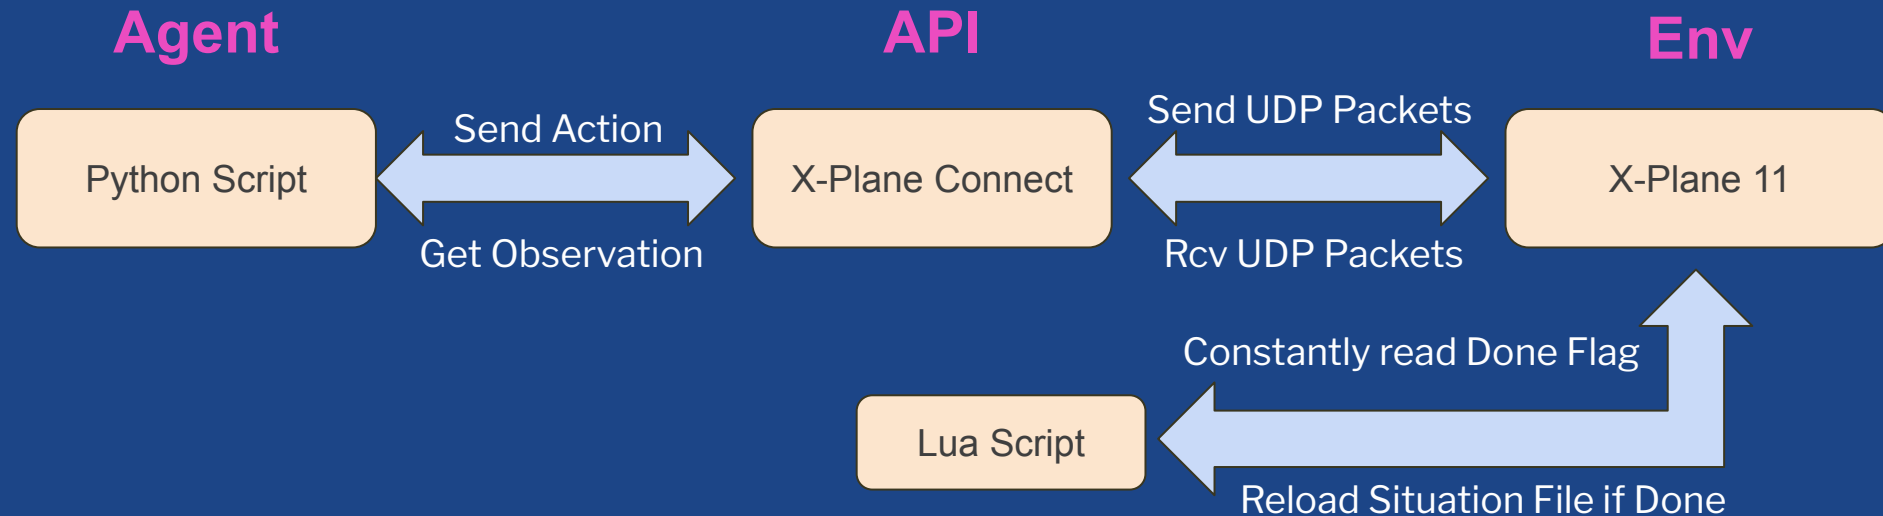 Agent
API
Env
Python Script
Send Action
Get Observation
X-Plane Connect
Send UDP Packets
Rcv UDP Packets
X-Plane 11
Constantly read Done Flag
Lua Script
Reload Situation File if Done